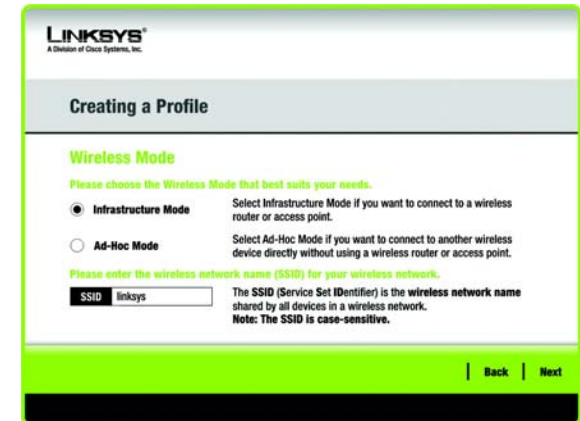 LINKSYS®
A Division of Cisco Systems, Inc.
Creating a Profile
Wireless Mode
Please choose the Wireless Mode that best suits your needs.
Infrastructure Mode
Select Infrastructure Mode if you want to connect to a wireless
router or access point.
Ad-Hoc Mode
Select Ad-Hoc Mode if you want to connect to another wireless
device directly without using a wireless router or access point.
Please enter the wireless network name (SSID) for your wireless network.
SSID linksys
The SSID (Service Set IDentifier) is the wireless network name
shared by all devices in a wireless network.
Note: The SSID is case-sensitive.
Back Next